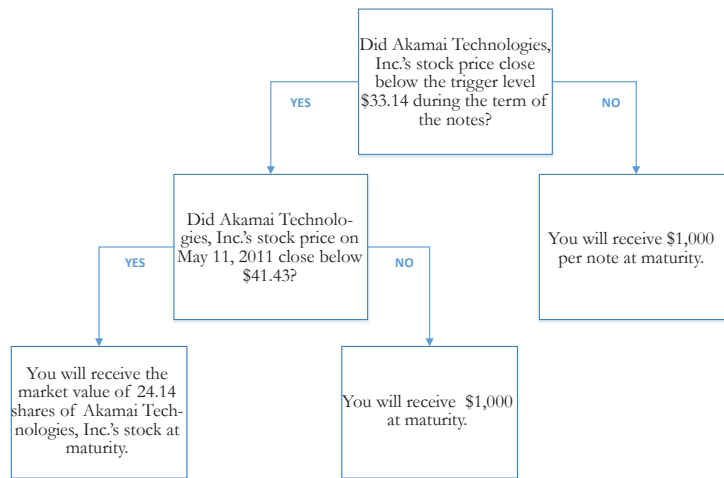 Did Akamai Technologies,
Inc.'s stock price close
below the trigger level
$33.14 during the term of
the notes?
YES
NO
Did Akamai Technolo-
gies, Inc.'s stock price on
May 11, 2011 close below
$41.43?
You will receive $1,000
per note at maturity.
YES
NO
You will receive the
market value of 24.14
shares of Akamai Tech-
nologies, Inc.'s stock at
maturity.
You will receive $1,000
at maturity.